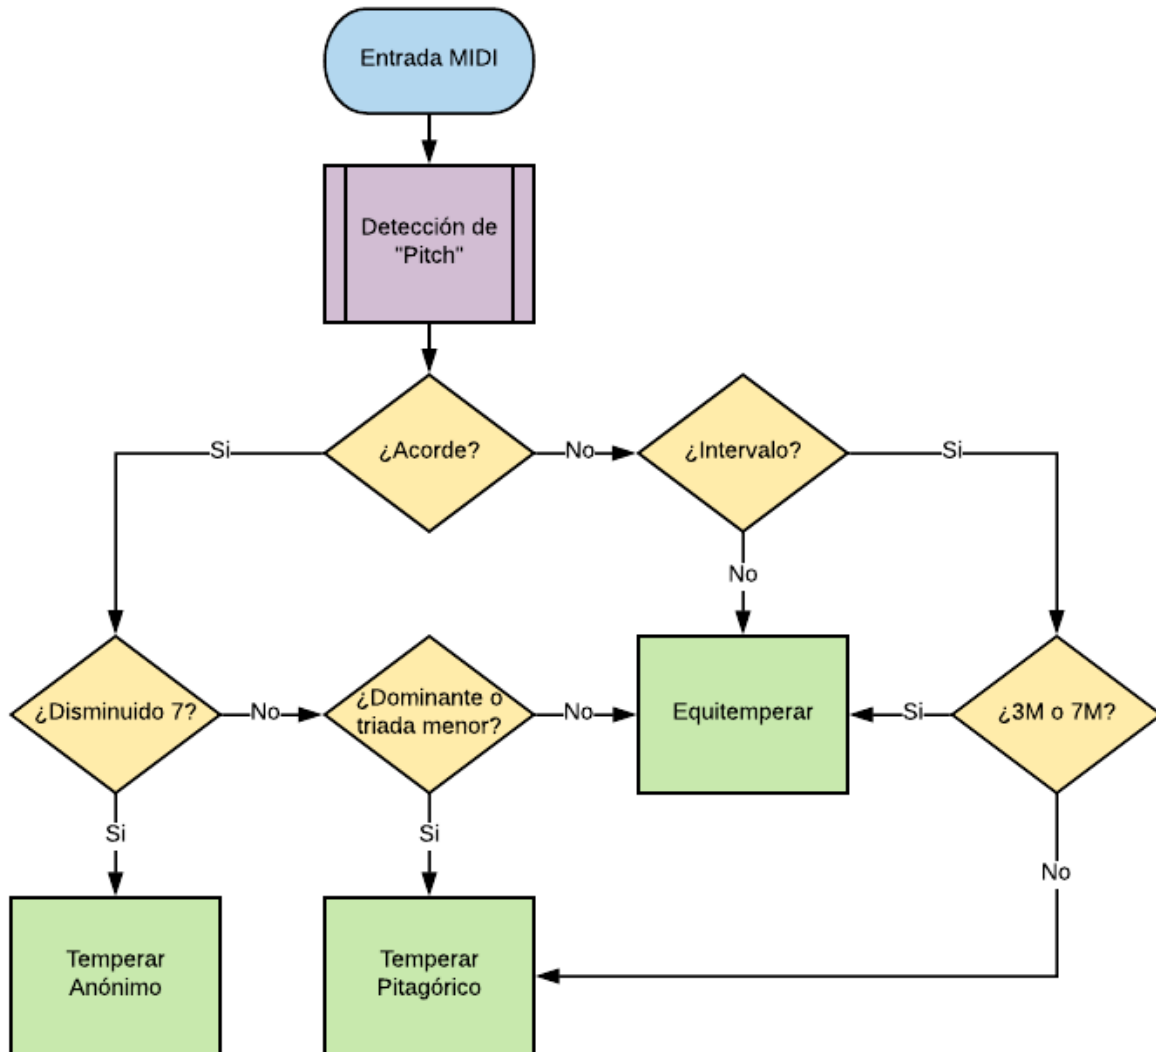 Entrada MIDI
Detección de
"Pitch"
¿Acorde?
¿Intervalo?
Si
No
Si
No
¿Disminuido 7?
No
¿Dominante o
triada menor?
No
Equitemperar
Si
¿3M o 7M?
Si
Si
No
Temperar
Anónimo
Temperar
Pitagórico